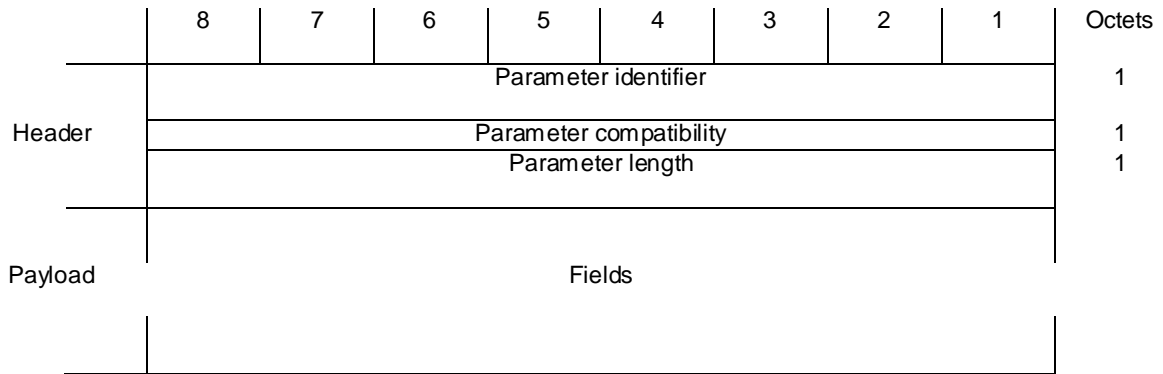 8 7 6 5 4 3 2 1 Octets
Parameter identifier 1
Header Parameter compatibility 1
Parameter length 1
Payload Fields